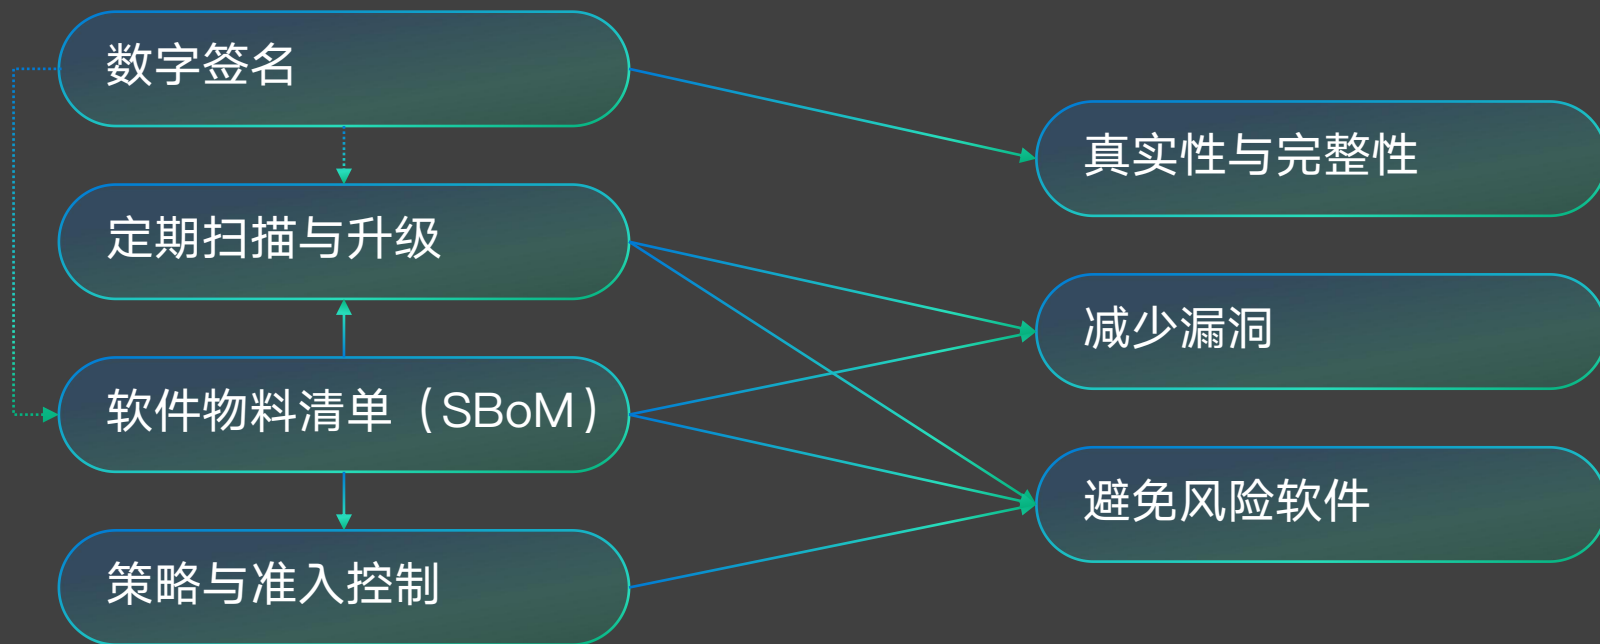 数字签名
定期扫描与升级
软件物料清单（SBoM）
策略与准入控制
真实性与完整性
减少漏洞
避免风险软件